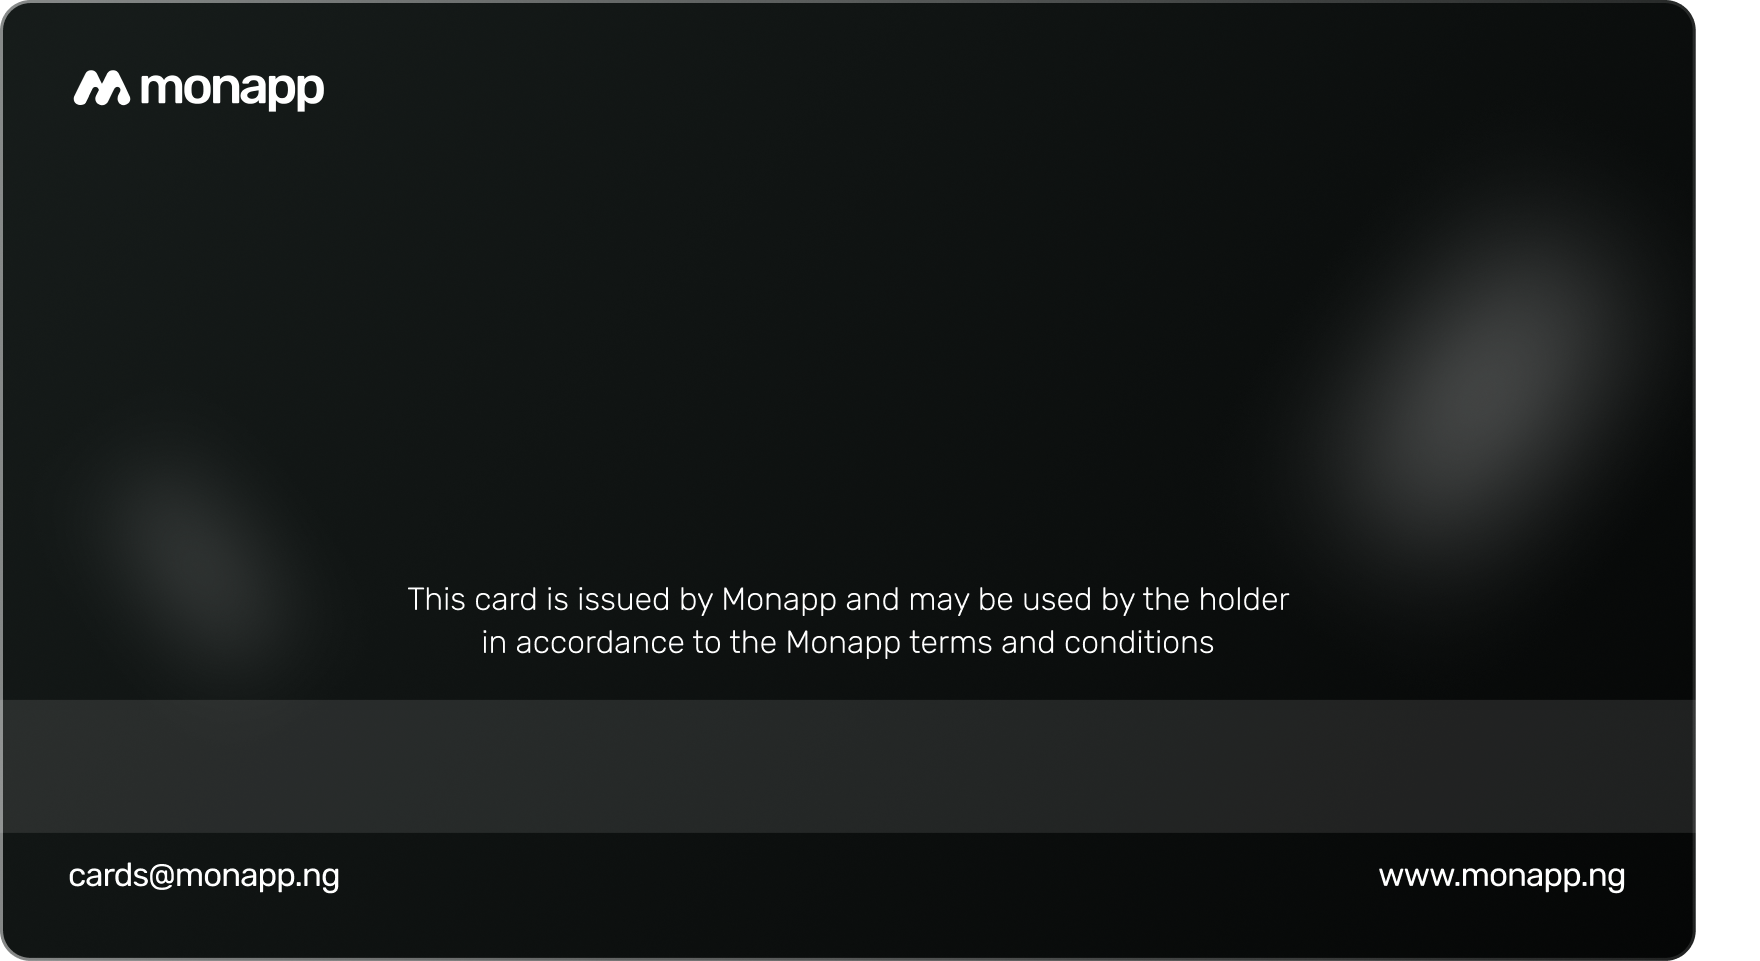 monapp
This card is issued by Monapp and may be used by the holder
in accordance to the Monapp terms and conditions
cards@monapp.ng
www.monapp.ng